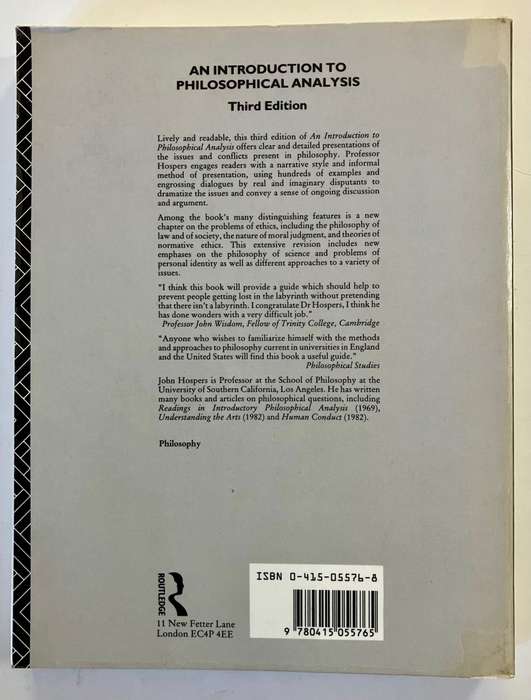 AN INTRODUCTION TO
PHILOSOPHICAL ANALYSIS
Third Edition
Lively and readable, this third edition of An Introduction to
Philosophical Analysis offers clear and detailed presentations of
the issues and conflicts present in philosophy. Professor
Hospers engages readers with a narrative style and informal
method of presentation, using hundreds of examples and
engrossing dialogues by real and imaginary disputants to
dramatize the issues and convey a sense of ongoing discussion
and argument.
Among the book's many distinguishing features is a new
chapter on the problems of ethics, including the philosophy of
law and of society, the nature of moral judgment, and theories of
normative ethics. This extensive revision includes new
emphases on the philosophy of science and problems of
personal identity as well as different approaches to a variety of
issues.
"I think this book will provide a guide which should help to
prevent people getting lost in the labyrinth without pretending
that there isn't a labyrinth. I congratulate Dr Hospers, I think he
has done wonders with a very difficult job."
Professor John Wisdom, Fellow of Trinity College, Cambridge
"Anyone who wishes to familiarize himself with the methods
and approaches to philosophy current in universities in England
and the United States will find this book a useful guide."
Philosophical Studies
John Hospers is Professor at the School of Philosophy at the
University of Southern California, Los Angeles. He has written
many books and articles on philosophical questions, including
Readings in Introductory Philosophical Analysis (1969),
Understanding the Arts (1982) and Human Conduct (1982).
Philosophy
ROUTLEDGE
11 New Fetter Lane
London EC4P 4EE
ISBN 0-415-05576-8
9 780415 055765